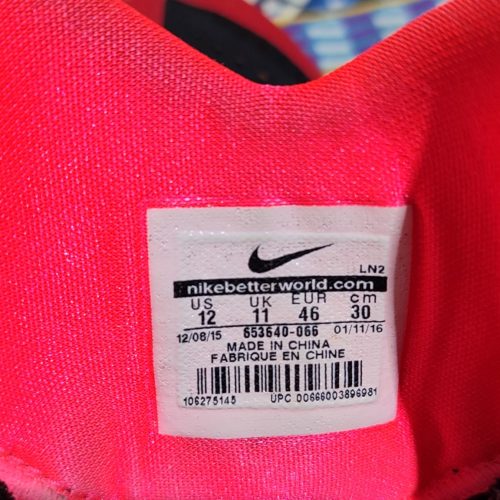 LN2
nikebetterworld.com
US UK EUR cm
12 11 46 30
12/08/15 653640-066 01/11/16
MADE IN CHINA
FABRIQUE EN CHINE
106275145 UPC 00666003896981